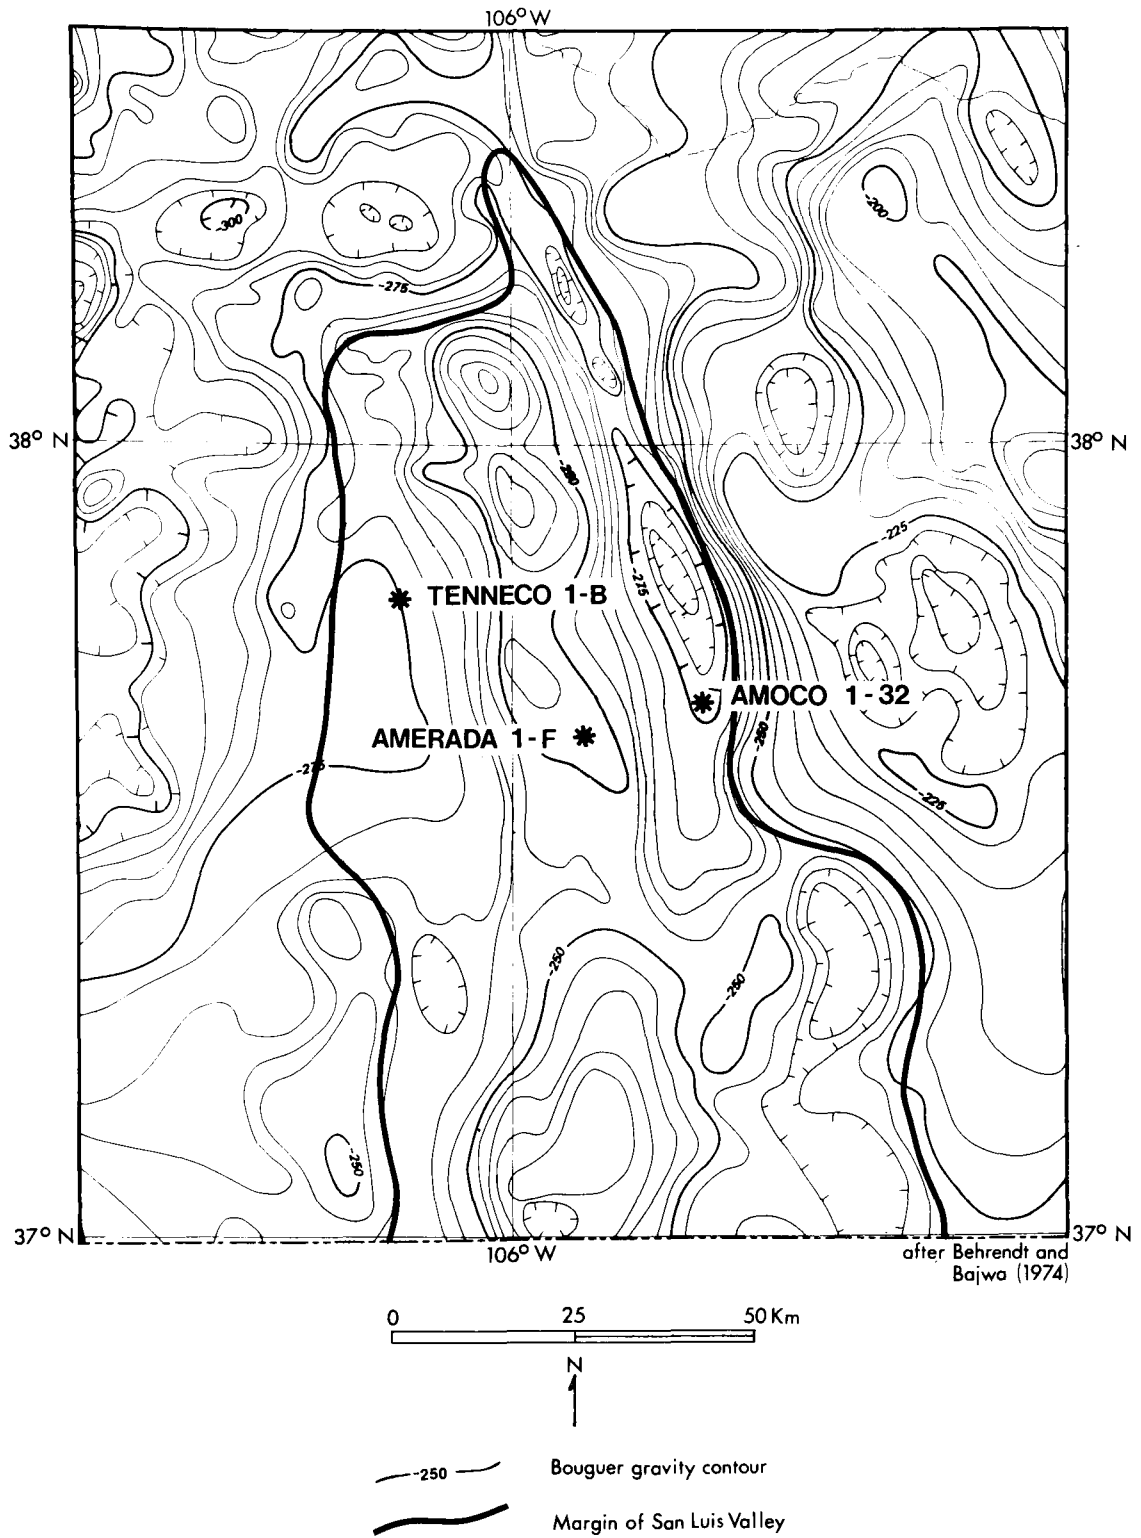 106° W
-300
-200
-275
38° N
38° N
-250
-225
-275
TENNECO 1-B
AMOCO 1-32
AMERADA 1-F
-250
-275
-225
-250
-250
-250
37° N
37° N
106° W
after Behrendt and
Bajwa (1974)
0 25 50 Km
N
-250 Bouguer gravity contour
Margin of San Luis Valley